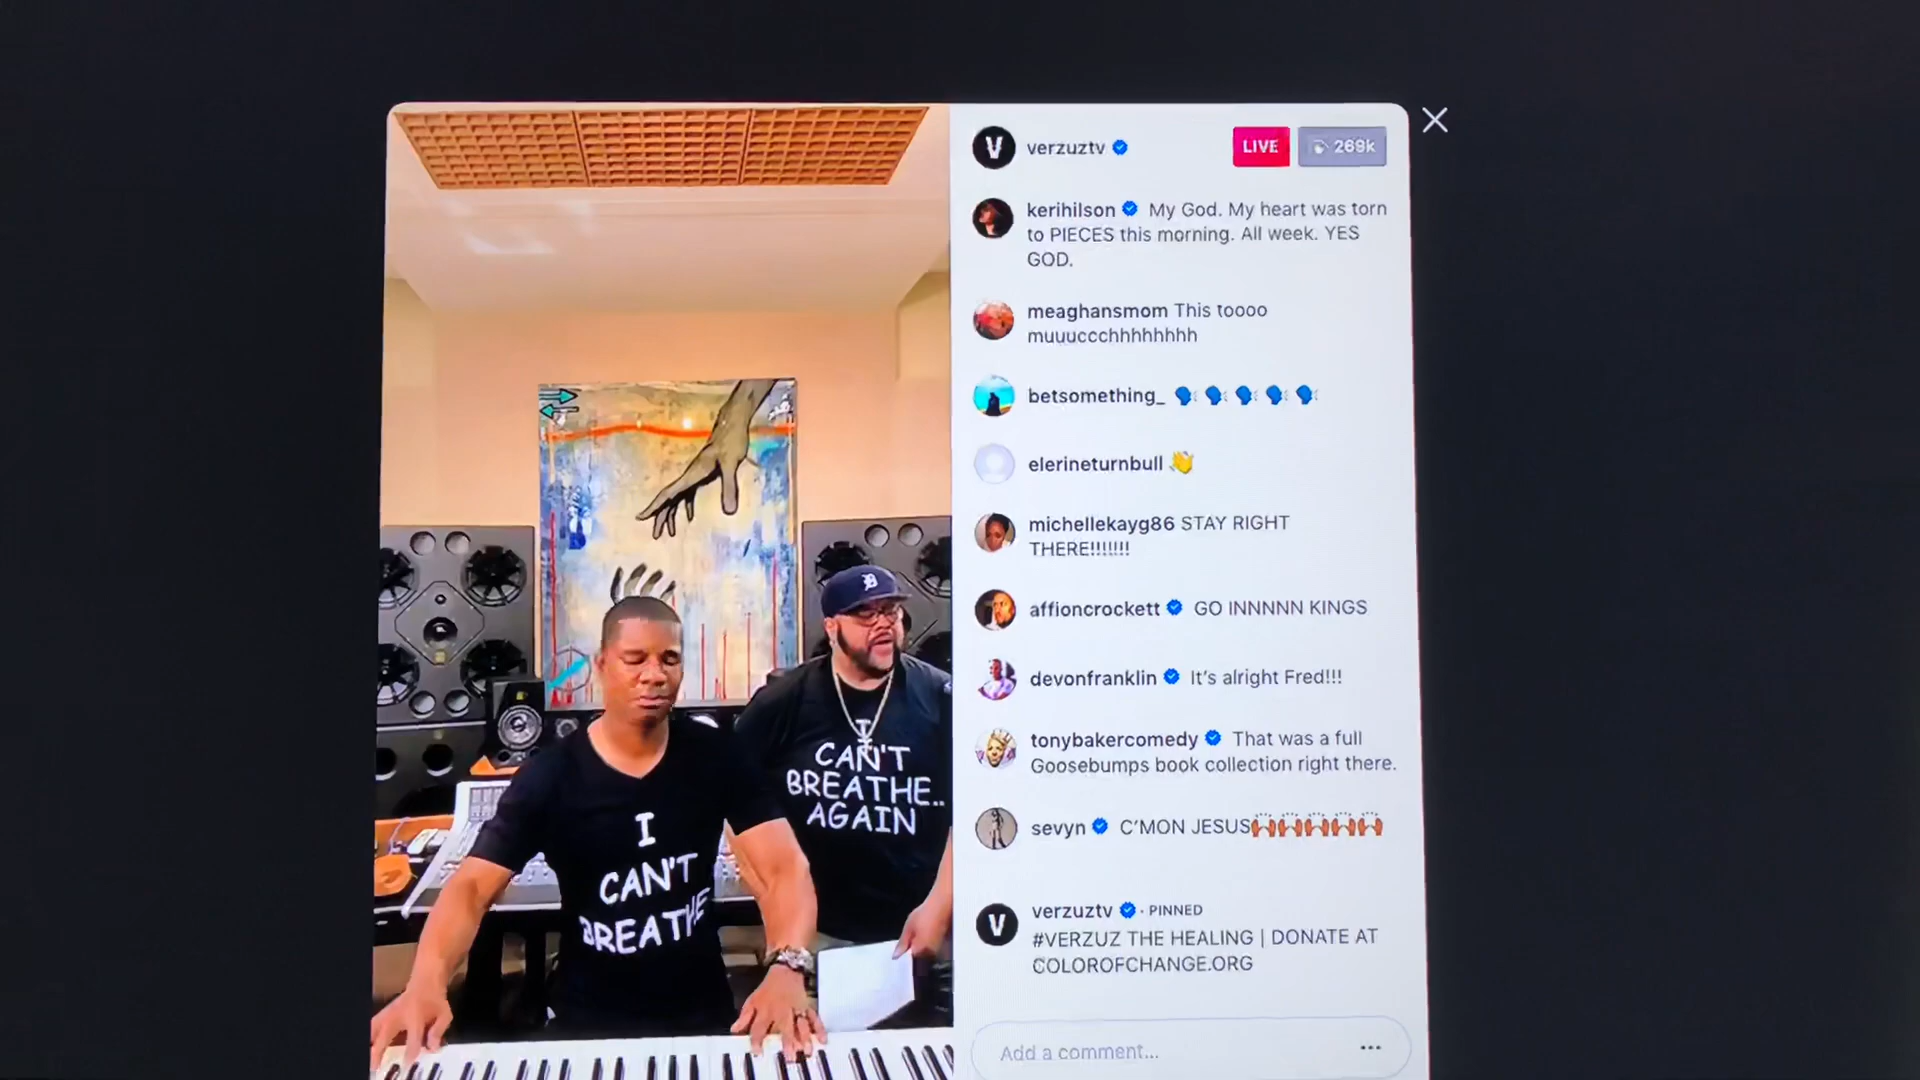 verzuztv
LIVE
269k
kerihilson My God. My heart was torn
to PIECES this morning. All week. YES
GOD.
meaghansmom This toooo
muuuccchhhhhhhh
betsomething_
elerineturnbull
michellekayg86 STAY RIGHT
THERE!!!!!!!
affioncrockett GO INNNNN KINGS
devonfranklin It's alright Fred!!!
tonybakercomedy That was a full
Goosebumps book collection right there.
sevyn C'MON JESUS
verzuztv · PINNED
#VERZUZ THE HEALING | DONATE AT
COLOROFCHANGE.ORG
Add a comment...
I
CAN'T
BREATHE
I
CAN'T
BREATHE..
AGAIN